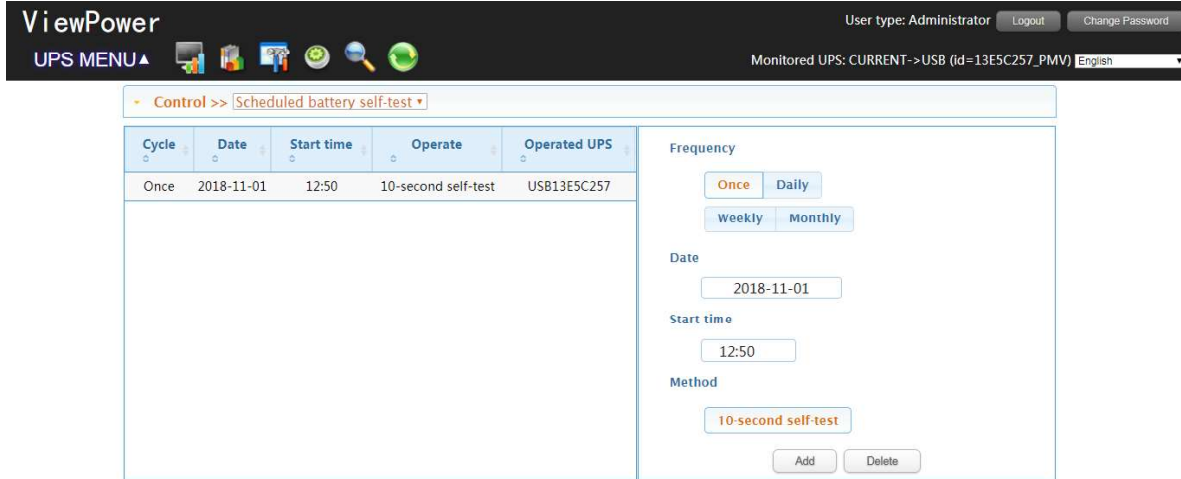 ViewPower
User type: Administrator Logout Change Password
UPS MENU▲
Monitored UPS: CURRENT->USB (id=13E5C257_PMV) English
Control >> Scheduled battery self-test
Cycle Date Start time Operate Operated UPS
Once 2018-11-01 12:50 10-second self-test USB13E5C257
Frequency
Once Daily
Weekly Monthly
Date
2018-11-01
Start time
12:50
Method
10-second self-test
Add Delete